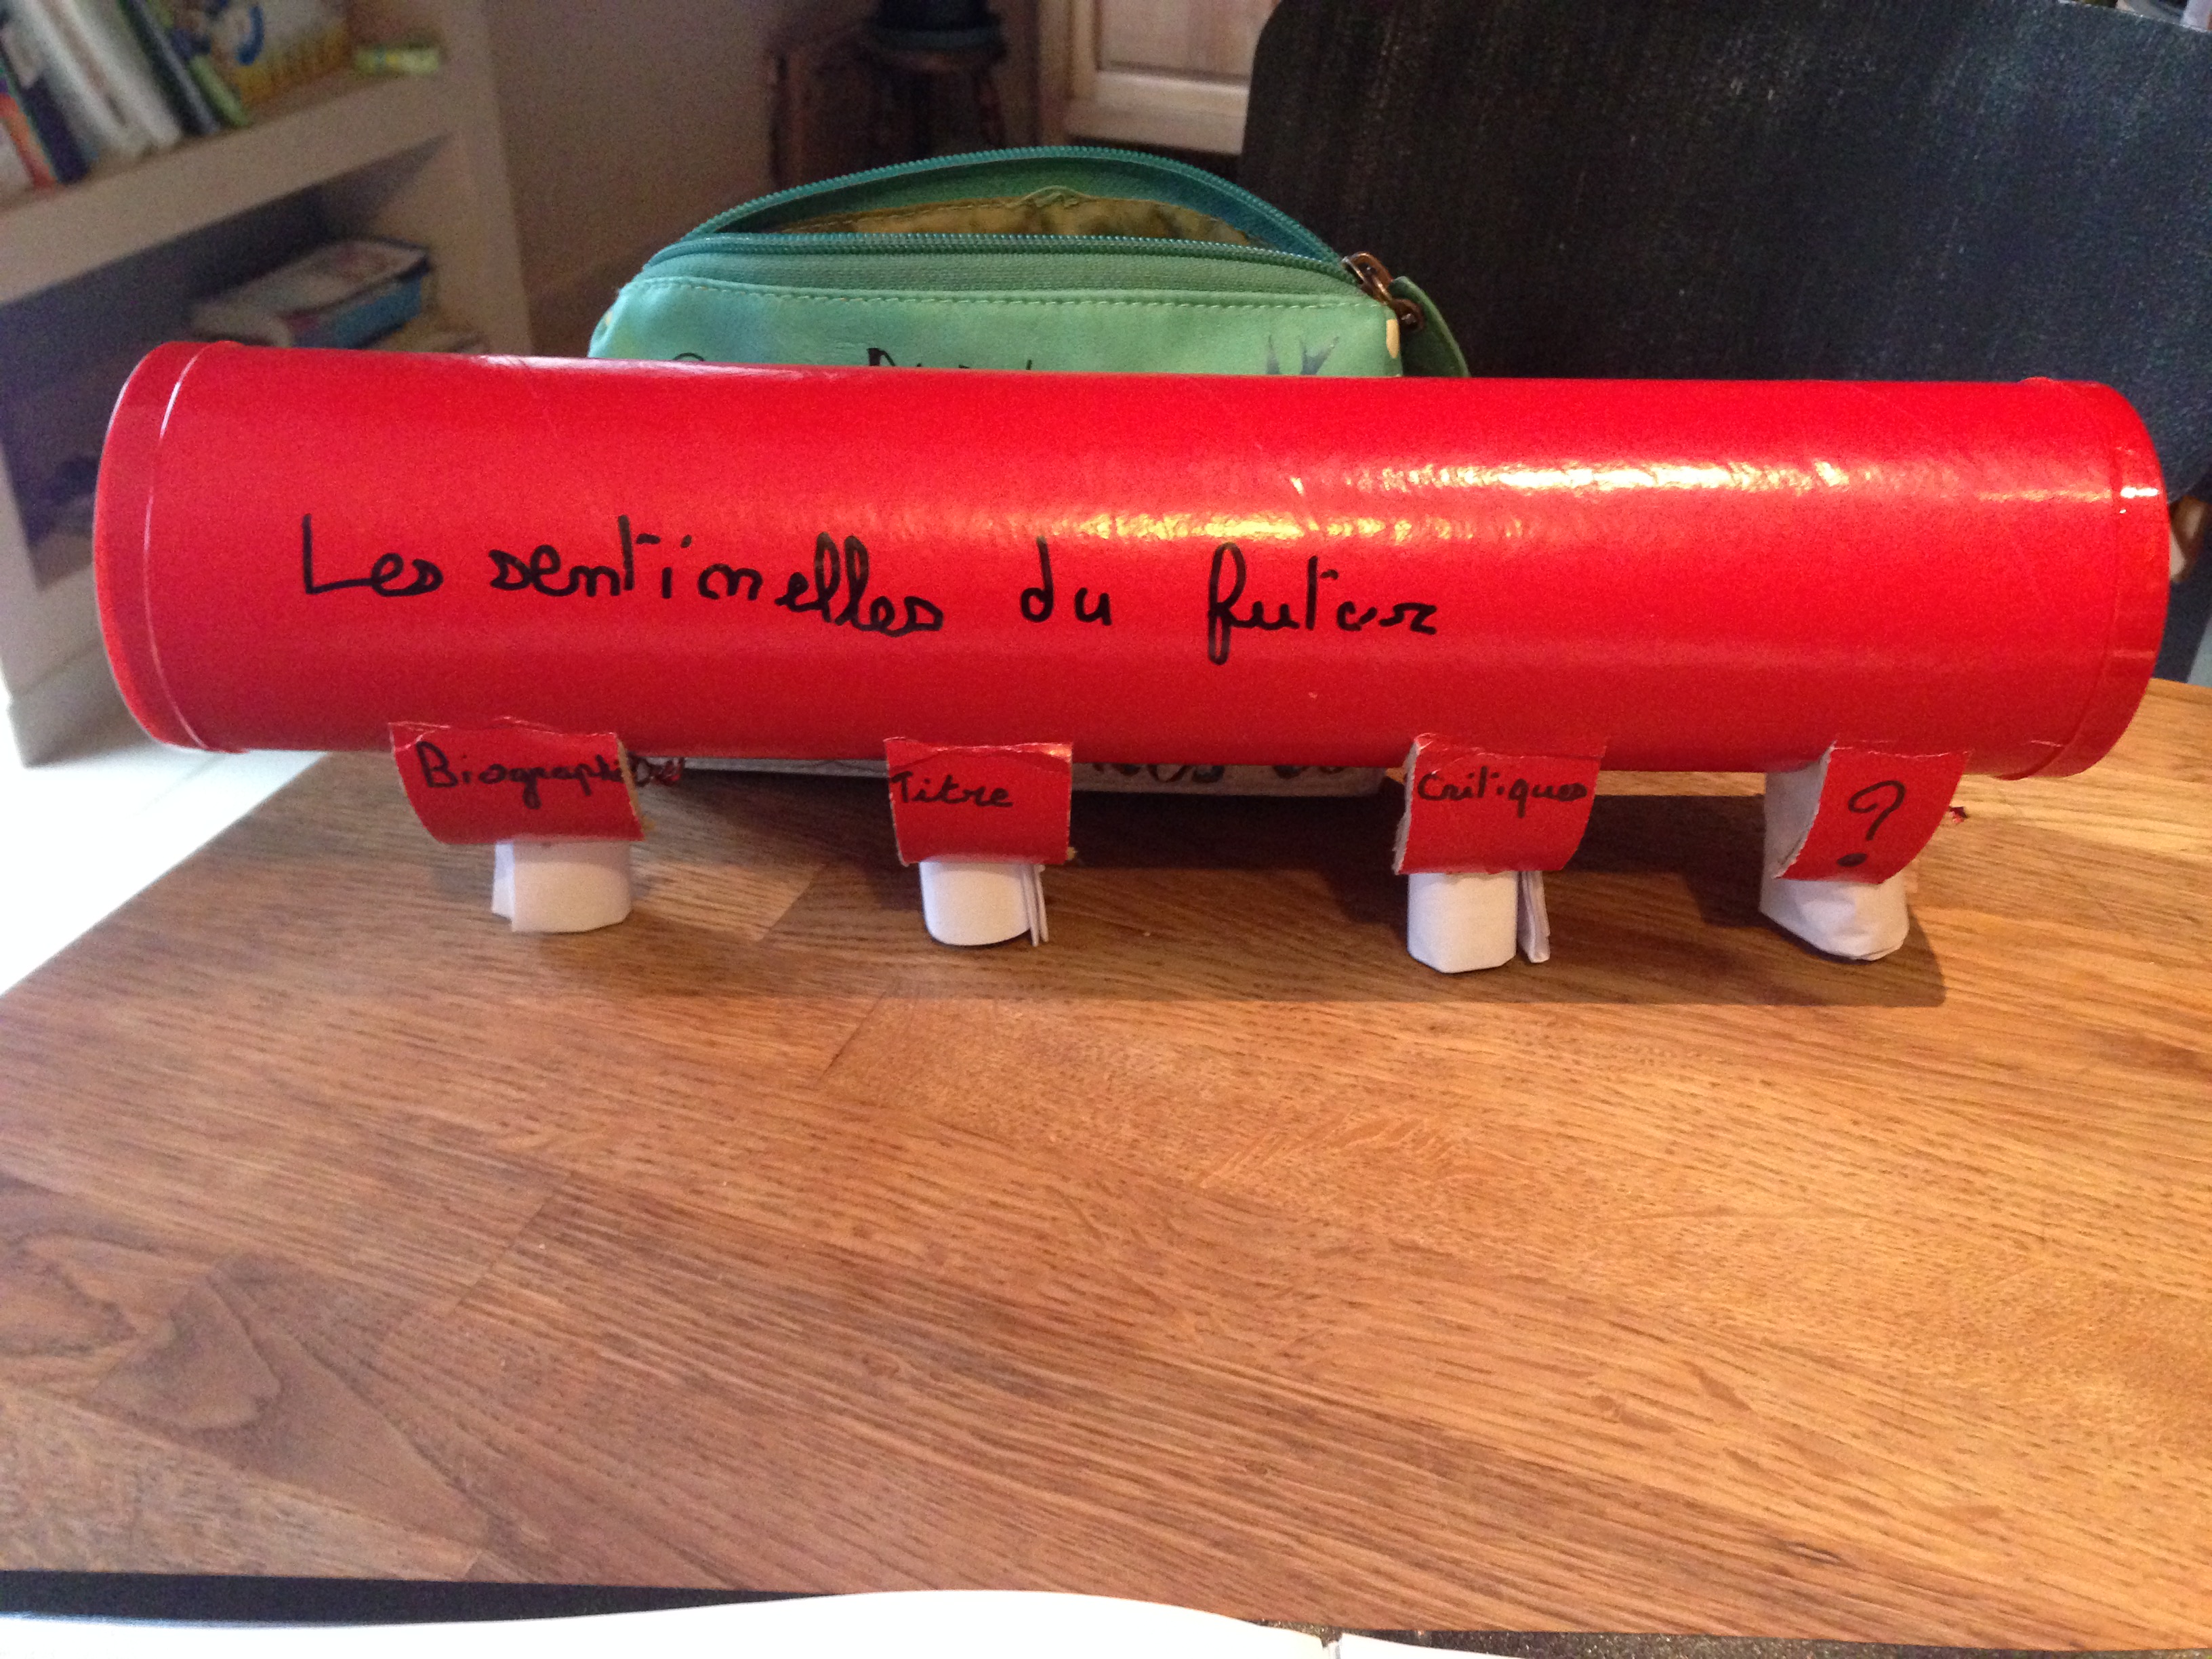 Les sentinelles du futur
Biographie
Titre
Critiques
?